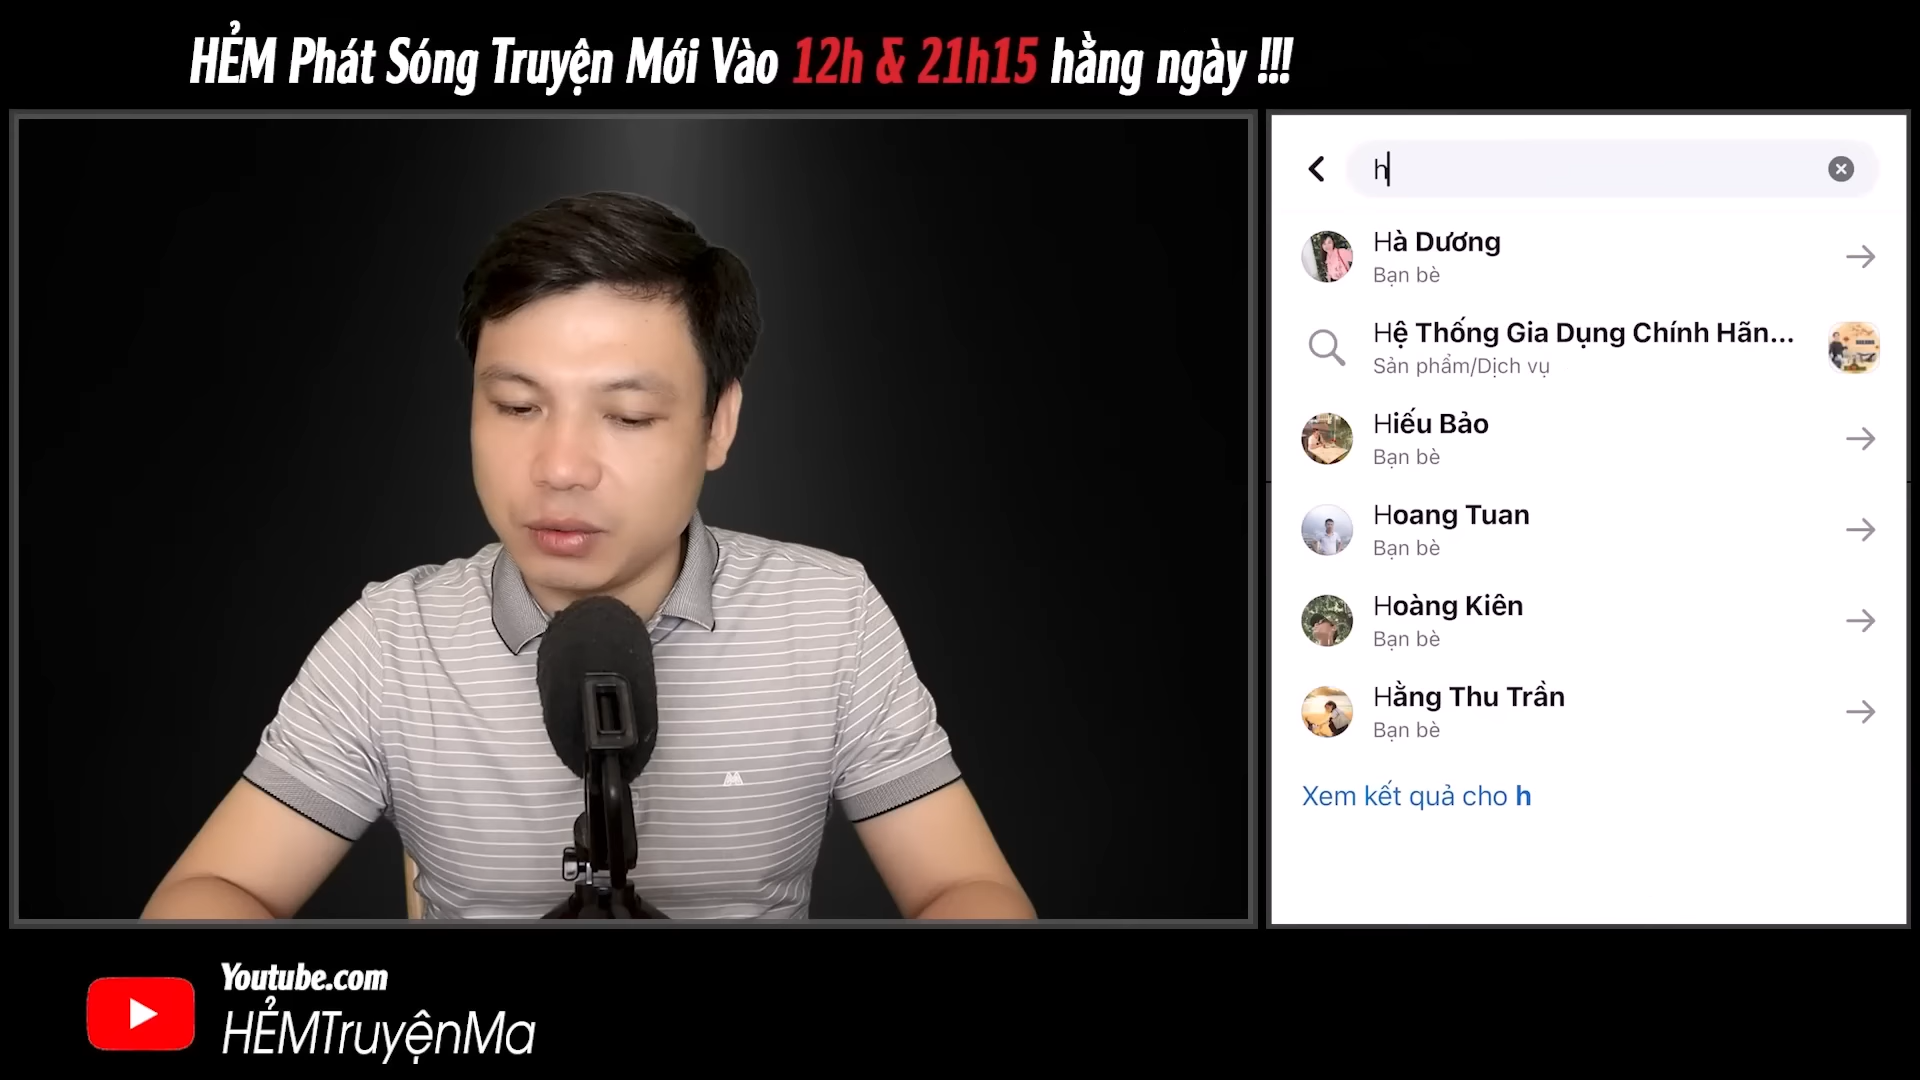 HẺM Phát Sóng Truyện Mới Vào 12h & 21h15 hằng ngày !!!
h
Hà Dương
Bạn bè
Hệ Thống Gia Dụng Chính Hãn...
Sản phẩm/Dịch vụ
Hiếu Bảo
Bạn bè
Hoang Tuan
Bạn bè
Hoàng Kiên
Bạn bè
Hằng Thu Trần
Bạn bè
Xem kết quả cho h
Youtube.com
HẺMTruyệnMa